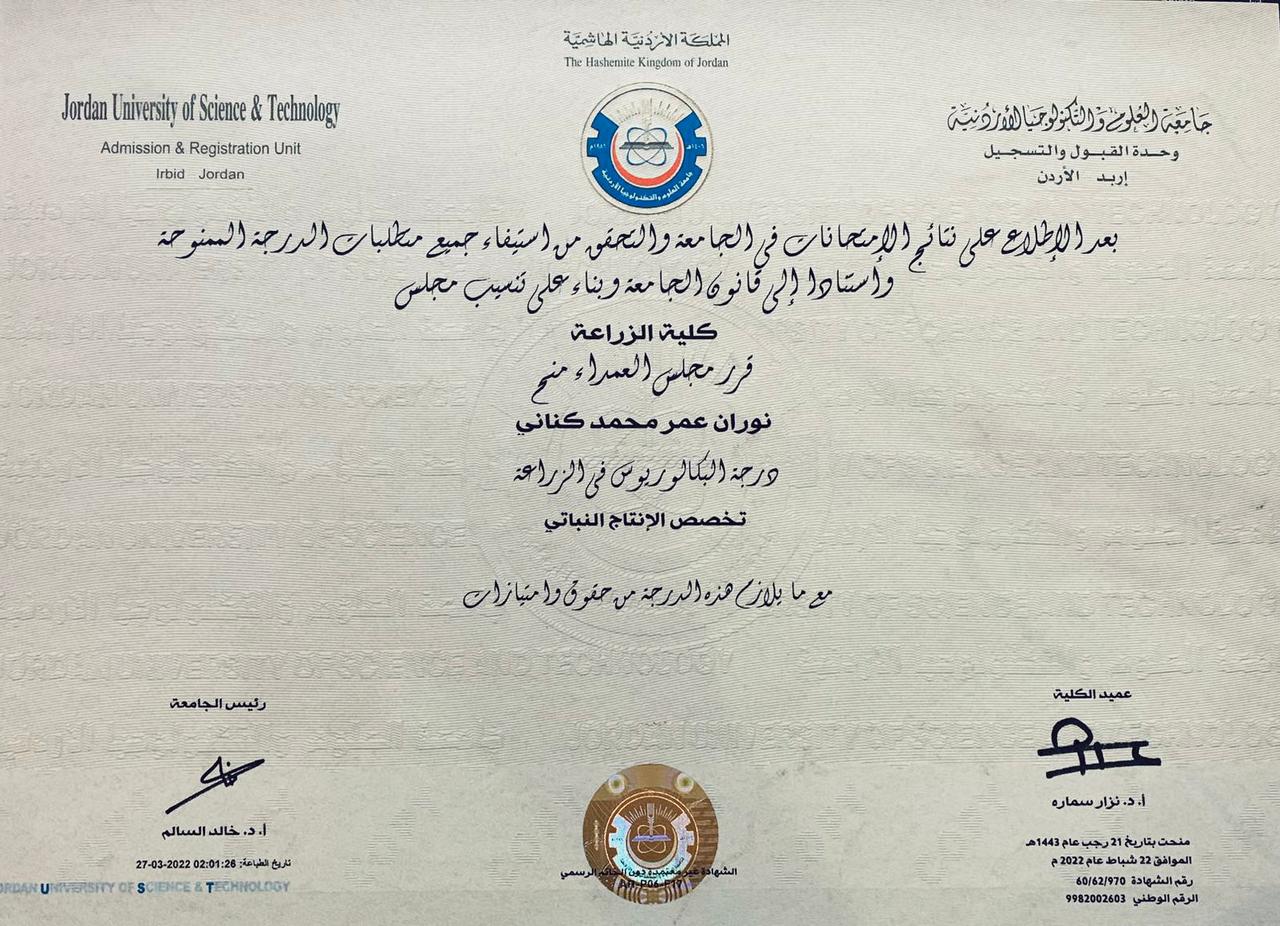 المملكة الأردنية الهاشمية
The Hashemite Kingdom of Jordan
Jordan University of Science & Technology
Admission & Registration Unit
Irbid Jordan
جامعة العلوم والتكنولوجيا الأردنية
وحدة القبول والتسجيل
إربد الأردن
١٩٨٦م ١٤٠٦هـ
جامعة العلوم والتكنولوجيا الأردنية
بعد الإطلاع على نتائج الإمتحانات في الجامعة والتحقق من استيفاء جميع متطلبات الدرجة الممنوحة
واستنادا إلى قانون الجامعة وبناء على تنسيب مجلس
كلية الزراعة
قرر مجلس العمداء منح
نوران عمر محمد كناني
درجة البكالوريوس في الزراعة
تخصص الإنتاج النباتي
مع ما يلازم هذه الدرجة من حقوق وامتيازات
عميد الكلية
أ.د. نزار سماره
منحت بتاريخ 21 رجب عام 1443هـ
الموافق 22 شباط عام 2022 م
رقم الشهادة 60/62/970
الرقم الوطني 9982002603
رئيس الجامعة
أ.د. خالد السالم
تاريخ الطباعة: 27-03-2022 02:01:26
JORDAN UNIVERSITY OF SCIENCE & TECHNOLOGY
الشهادة غير معتمدة دون الخاتم الرسمي